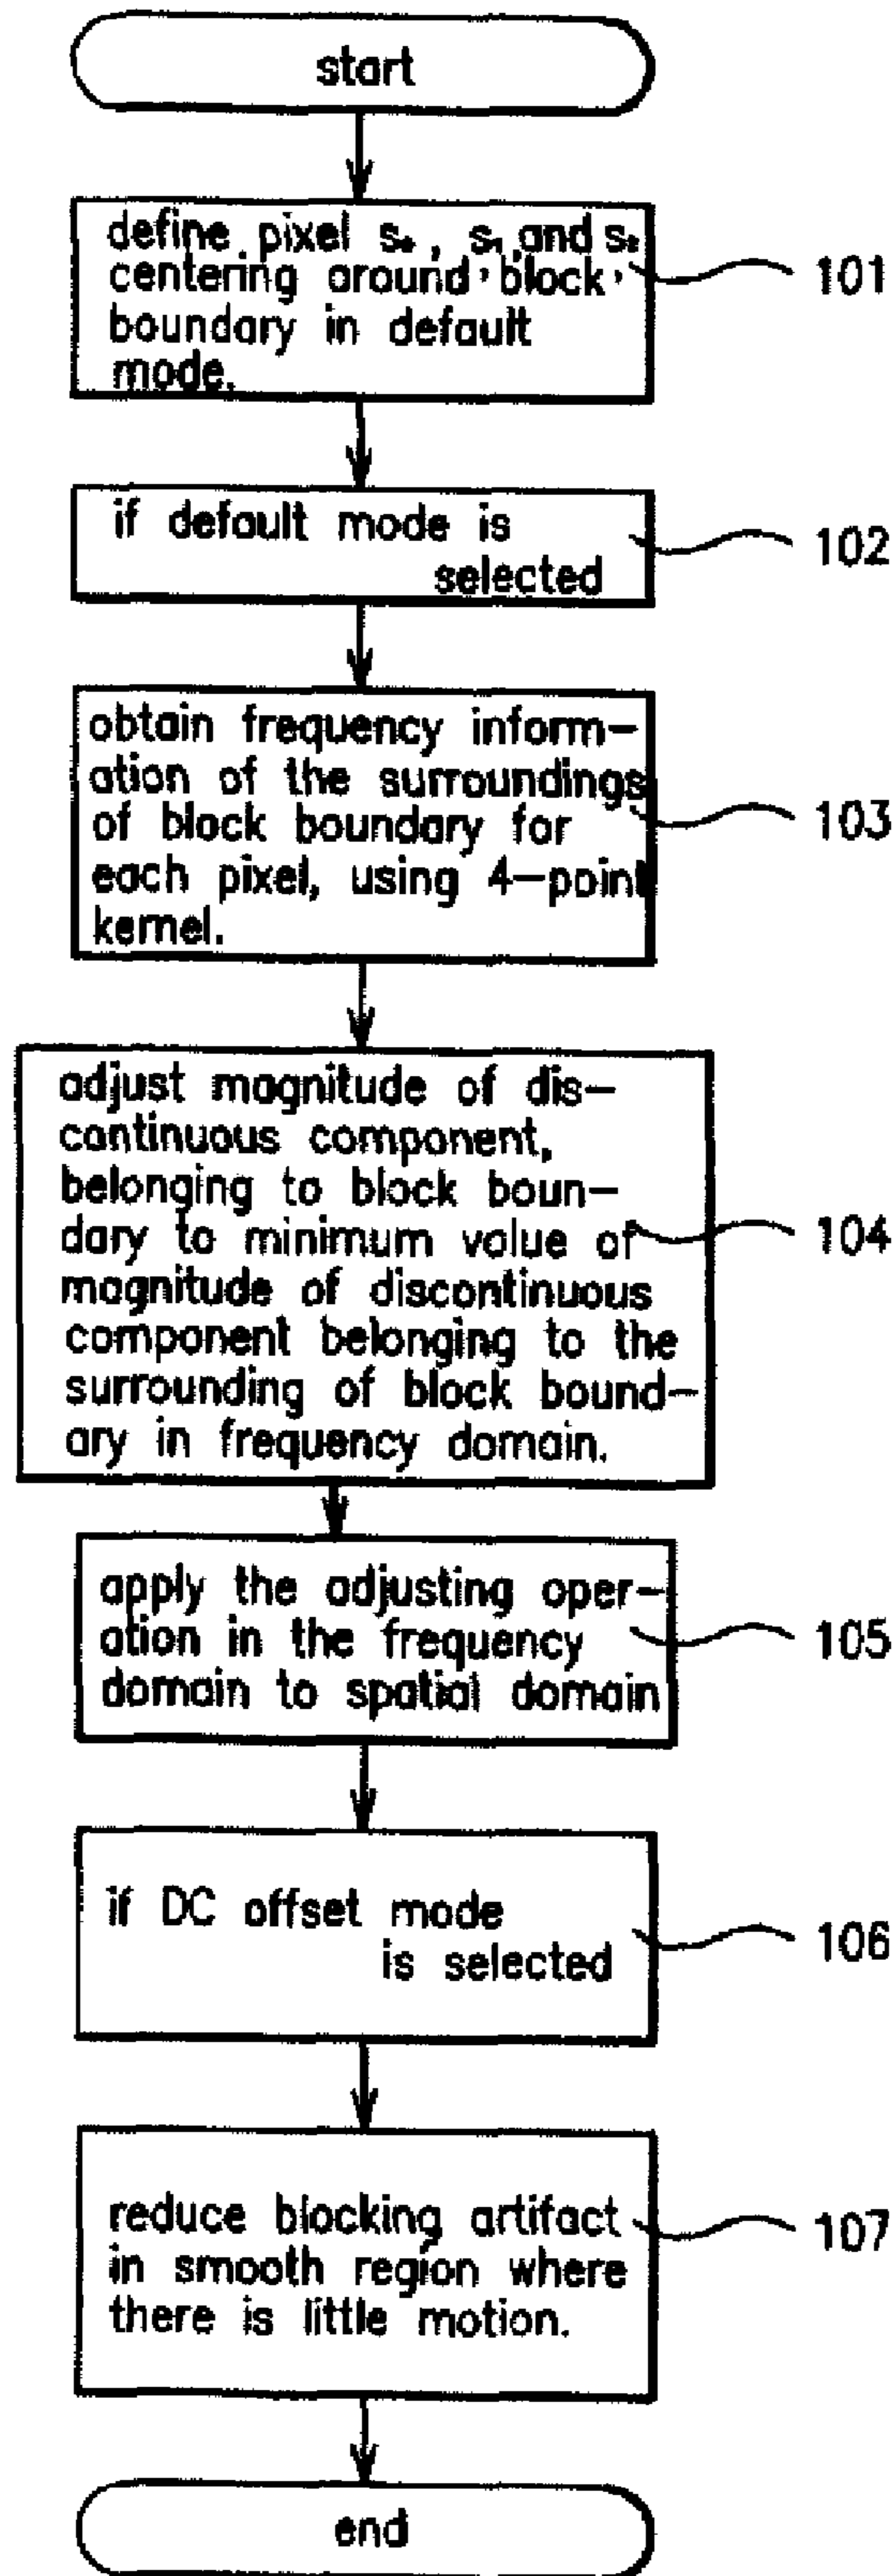 start
define pixel s₀, s₁ and s₂
centering around block
boundary in default
mode.
101
if default mode is
selected
102
obtain frequency inform-
ation of the surroundings
of block boundary for
each pixel, using 4-point
kernel.
103
adjust magnitude of dis-
continuous component,
belonging to block boun-
dary to minimum value of
magnitude of discontinuous
component belonging to the
surrounding of block bound-
ary in frequency domain.
104
apply the adjusting oper-
ation in the frequency
domain to spatial domain
105
if DC offset mode
is selected
106
reduce blocking artifact
in smooth region where
there is little motion.
107
end